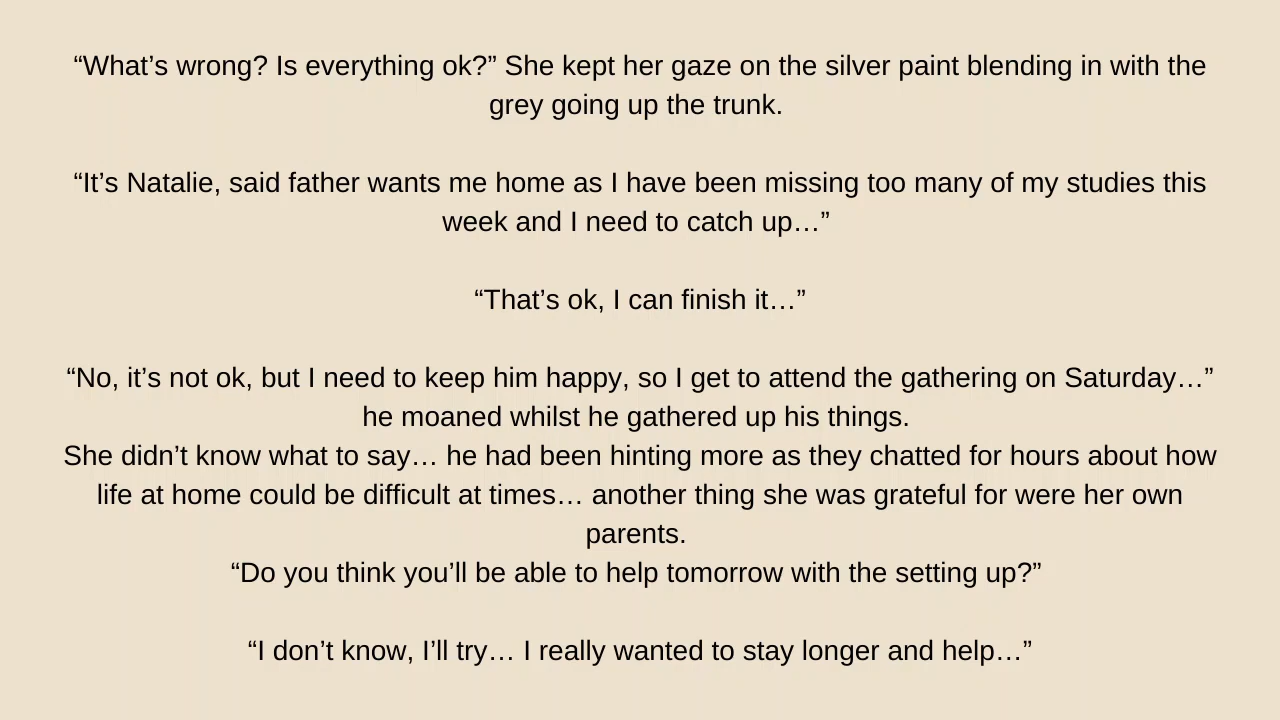 “What’s wrong? Is everything ok?” She kept her gaze on the silver paint blending in with the
grey going up the trunk.
“It’s Natalie, said father wants me home as I have been missing too many of my studies this
week and I need to catch up…”
“That’s ok, I can finish it…”
“No, it’s not ok, but I need to keep him happy, so I get to attend the gathering on Saturday…”
he moaned whilst he gathered up his things.
She didn’t know what to say… he had been hinting more as they chatted for hours about how
life at home could be difficult at times… another thing she was grateful for were her own
parents.
“Do you think you’ll be able to help tomorrow with the setting up?”
“I don’t know, I’ll try… I really wanted to stay longer and help…”